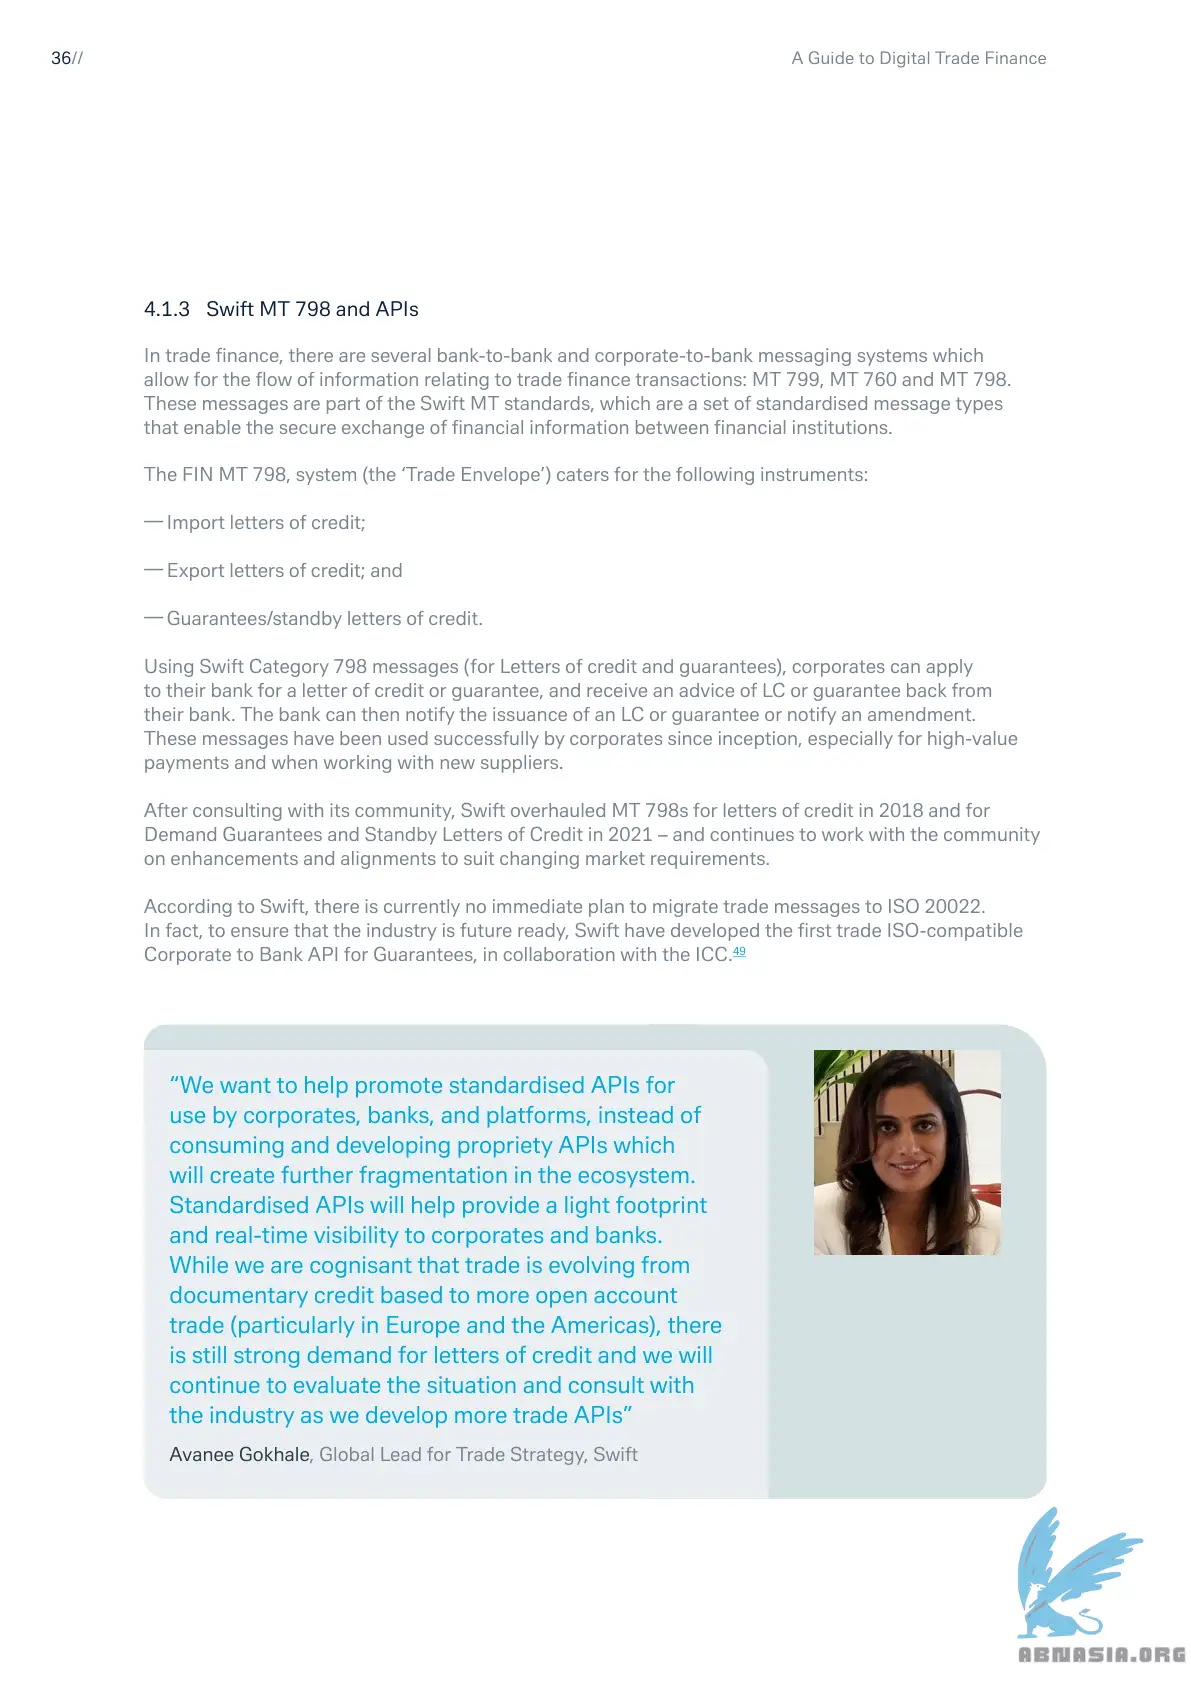 36//
A Guide to Digital Trade Finance
4.1.3 Swift MT 798 and APIs
In trade finance, there are several bank-to-bank and corporate-to-bank messaging systems which
allow for the flow of information relating to trade finance transactions: MT 799, MT 760 and MT 798.
These messages are part of the Swift MT standards, which are a set of standardised message types
that enable the secure exchange of financial information between financial institutions.
The FIN MT 798, system (the ‘Trade Envelope’) caters for the following instruments:
— Import letters of credit;
— Export letters of credit; and
— Guarantees/standby letters of credit.
Using Swift Category 798 messages (for Letters of credit and guarantees), corporates can apply
to their bank for a letter of credit or guarantee, and receive an advice of LC or guarantee back from
their bank. The bank can then notify the issuance of an LC or guarantee or notify an amendment.
These messages have been used successfully by corporates since inception, especially for high-value
payments and when working with new suppliers.
After consulting with its community, Swift overhauled MT 798s for letters of credit in 2018 and for
Demand Guarantees and Standby Letters of Credit in 2021 – and continues to work with the community
on enhancements and alignments to suit changing market requirements.
According to Swift, there is currently no immediate plan to migrate trade messages to ISO 20022.
In fact, to ensure that the industry is future ready, Swift have developed the first trade ISO-compatible
Corporate to Bank API for Guarantees, in collaboration with the ICC.49
“We want to help promote standardised APIs for
use by corporates, banks, and platforms, instead of
consuming and developing propriety APIs which
will create further fragmentation in the ecosystem.
Standardised APIs will help provide a light footprint
and real-time visibility to corporates and banks.
While we are cognisant that trade is evolving from
documentary credit based to more open account
trade (particularly in Europe and the Americas), there
is still strong demand for letters of credit and we will
continue to evaluate the situation and consult with
the industry as we develop more trade APIs”
Avanee Gokhale, Global Lead for Trade Strategy, Swift
ABNASIA.ORG